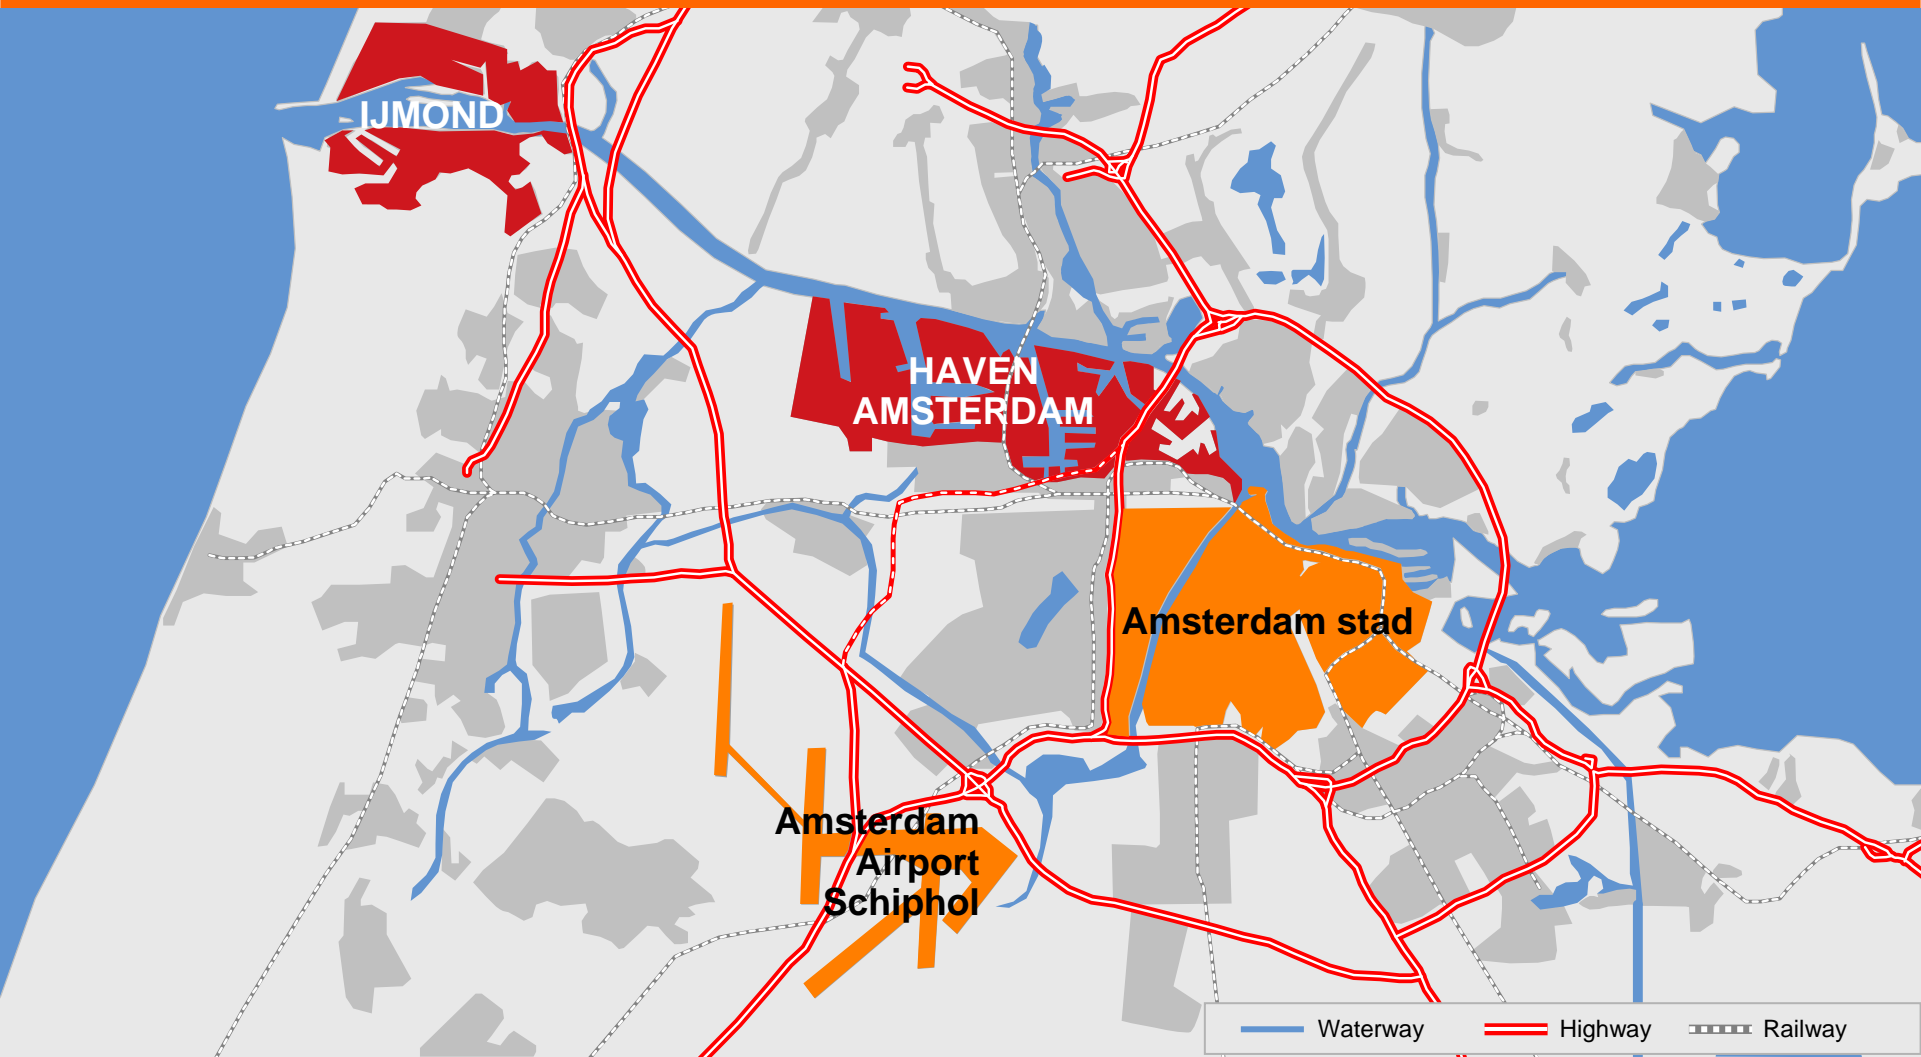 IJMOND
HAVEN
AMSTERDAM
Amsterdam stad
Amsterdam
Airport
Schiphol
Waterway
Highway
Railway